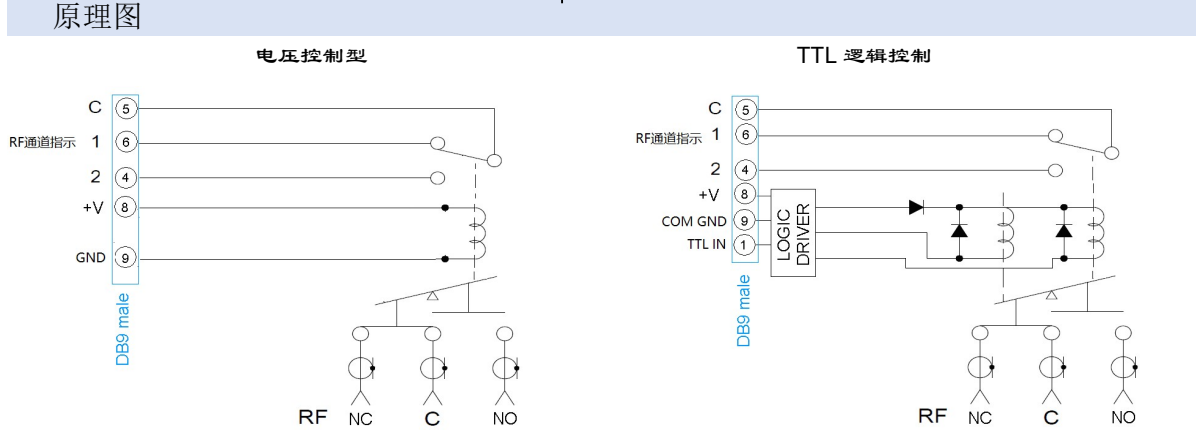 原理图
电压控制型
C 5
RF通道指示 1 6
2 4
+V 8
GND 9
DB9 male
RF NC C NO
TTL 逻辑控制
C 5
RF通道指示 1 6
2 4
+V 8
COM GND 9
TTL IN 1
LOGIC
DRIVER
DB9 male
RF NC C NO